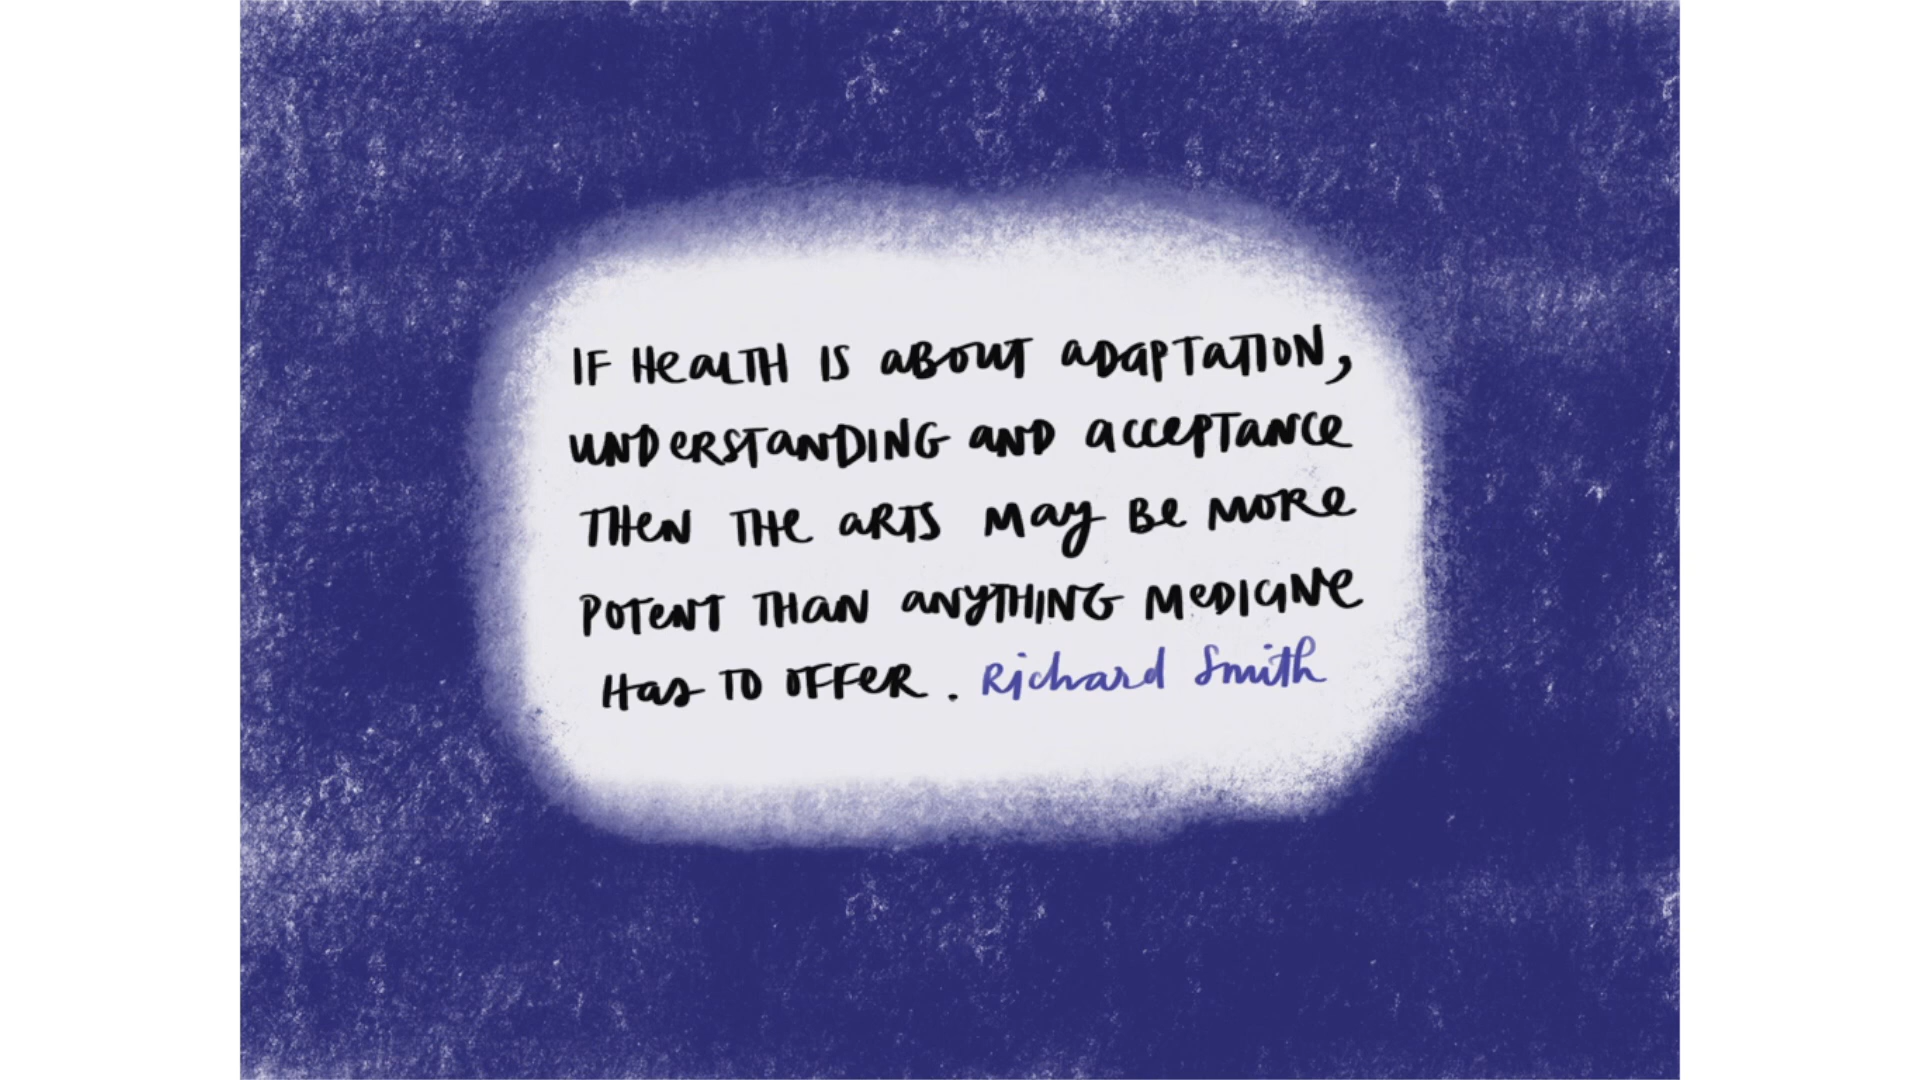 IF HEALTH IS ABOUT ADAPTATION,
UNDERSTANDING AND ACCEPTANCE
THEN THE ARTS MAY BE MORE
POTENT THAN ANYTHING MEDICINE
HAS TO OFFER. Richard Smith